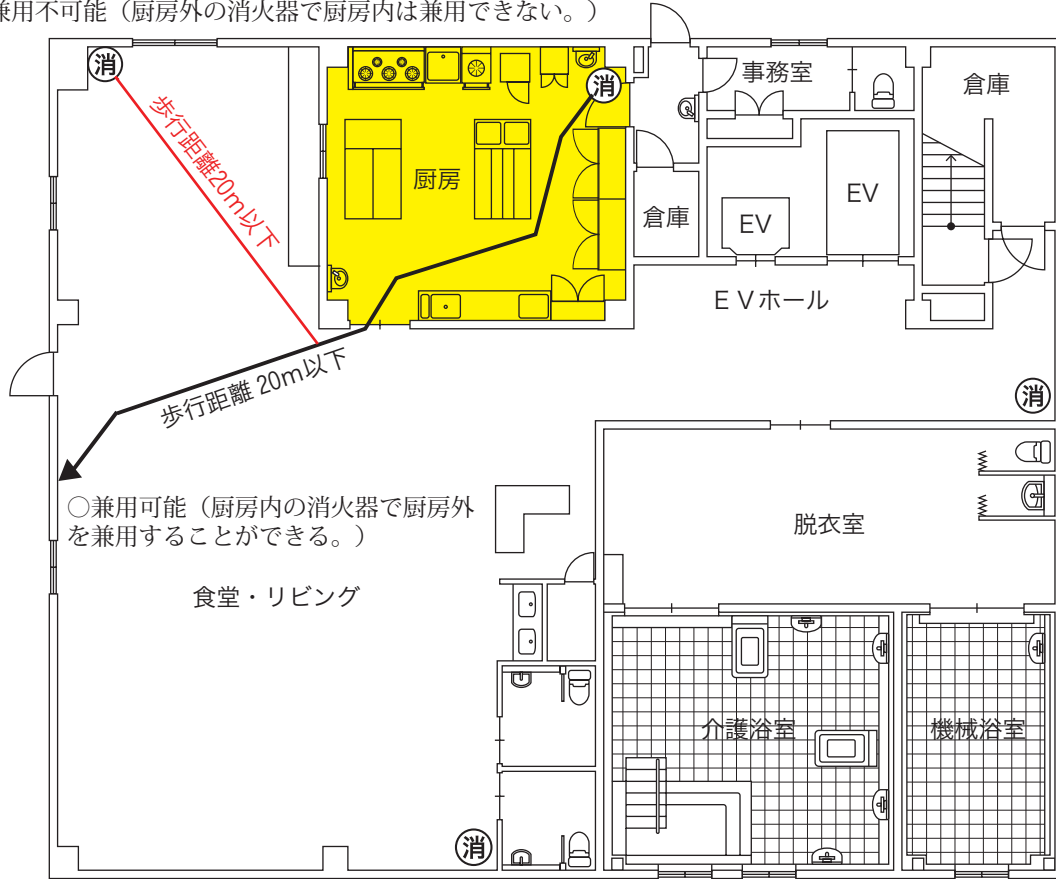 兼用不可能（厨房外の消火器で厨房内は兼用できない。）
消
歩行距離20m以下
厨房
消
事務室
倉庫
倉庫
EV
EV
ＥＶホール
歩行距離 20m以下
消
○兼用可能（厨房内の消火器で厨房外
を兼用することができる。）
脱衣室
食堂・リビング
介護浴室
機械浴室
消